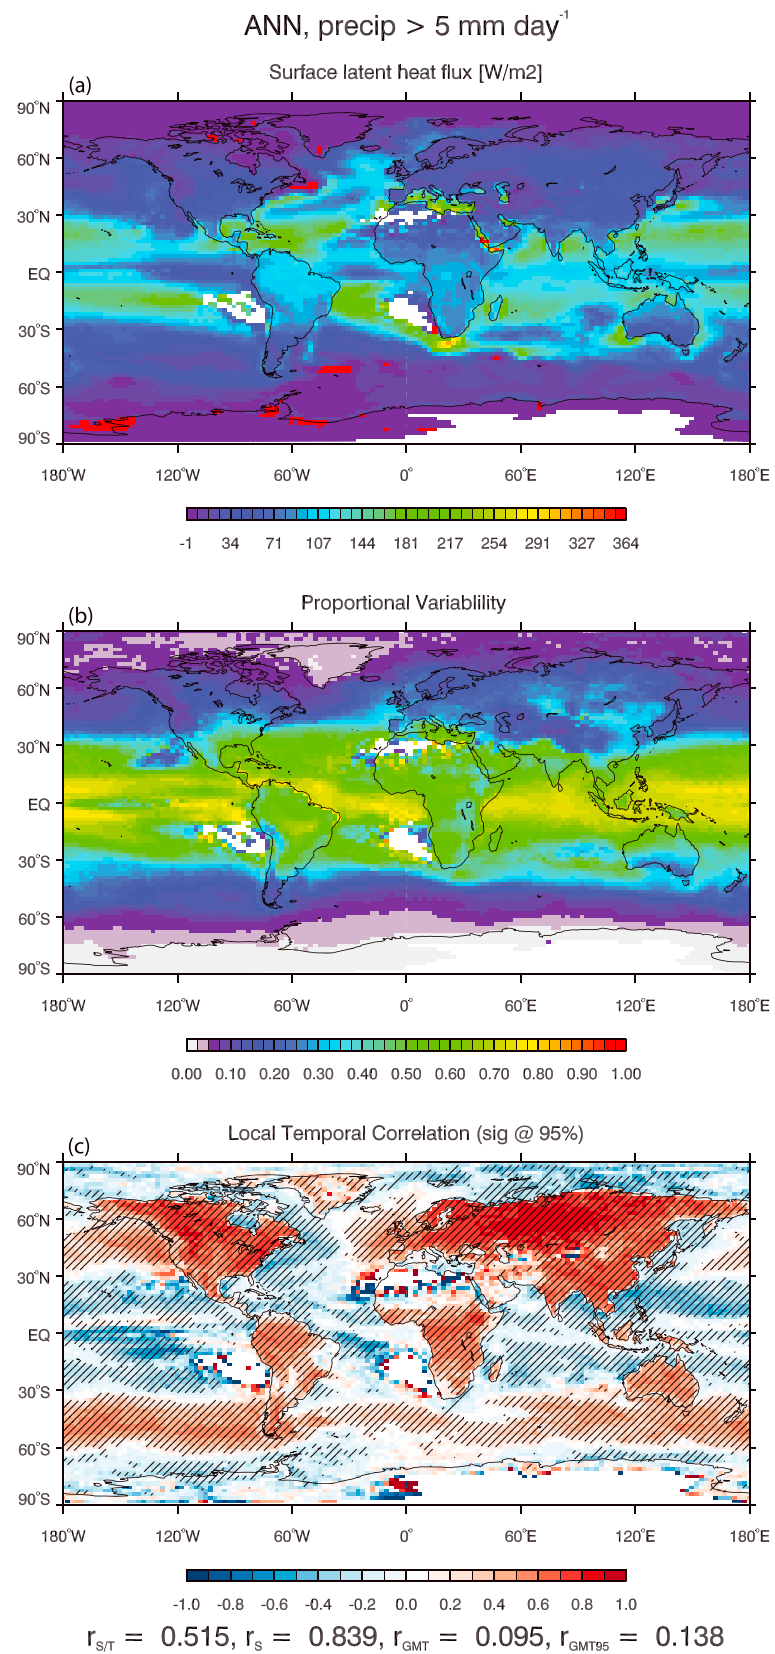 ANN, precip > 5 mm day-1
(a)
Surface latent heat flux [W/m2]
90°N
60°N
30°N
EQ
30°S
60°S
90°S
180°W 120°W 60°W 0° 60°E 120°E 180°E
-1 34 71 107 144 181 217 254 291 327 364
(b)
Proportional Variablility
90°N
60°N
30°N
EQ
30°S
60°S
90°S
180°W 120°W 60°W 0° 60°E 120°E 180°E
0.00 0.10 0.20 0.30 0.40 0.50 0.60 0.70 0.80 0.90 1.00
(c)
Local Temporal Correlation (sig @ 95%)
90°N
60°N
30°N
EQ
30°S
60°S
90°S
180°W 120°W 60°W 0° 60°E 120°E 180°E
-1.0 -0.8 -0.6 -0.4 -0.2 0.0 0.2 0.4 0.6 0.8 1.0
rS/T = 0.515, rS = 0.839, rGMT = 0.095, rGMT95 = 0.138